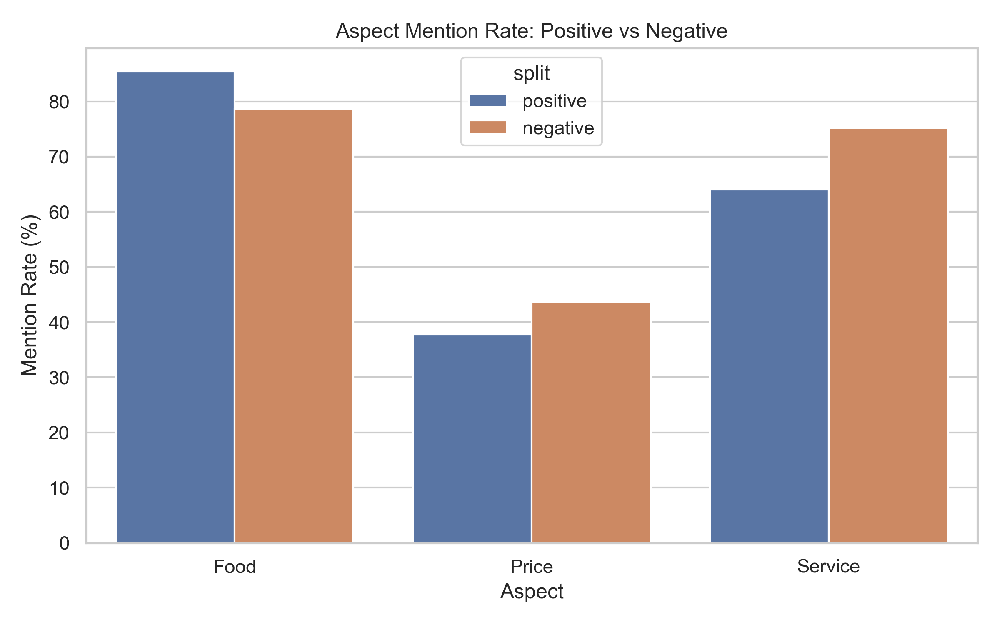 Aspect Mention Rate: Positive vs Negative
split
positive
negative
Mention Rate (%)
80
70
60
50
40
30
20
10
0
Food
Price
Service
Aspect